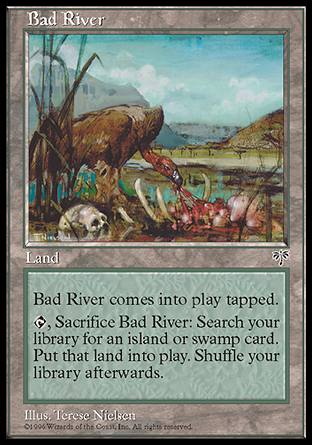 Bad River
T. NIELSEN
Land
Bad River comes into play tapped.
, Sacrifice Bad River: Search your
library for an island or swamp card.
Put that land into play. Shuffle your
library afterwards.
Illus. Terese Nielsen
©1996 Wizards of the Coast, Inc. All rights reserved.